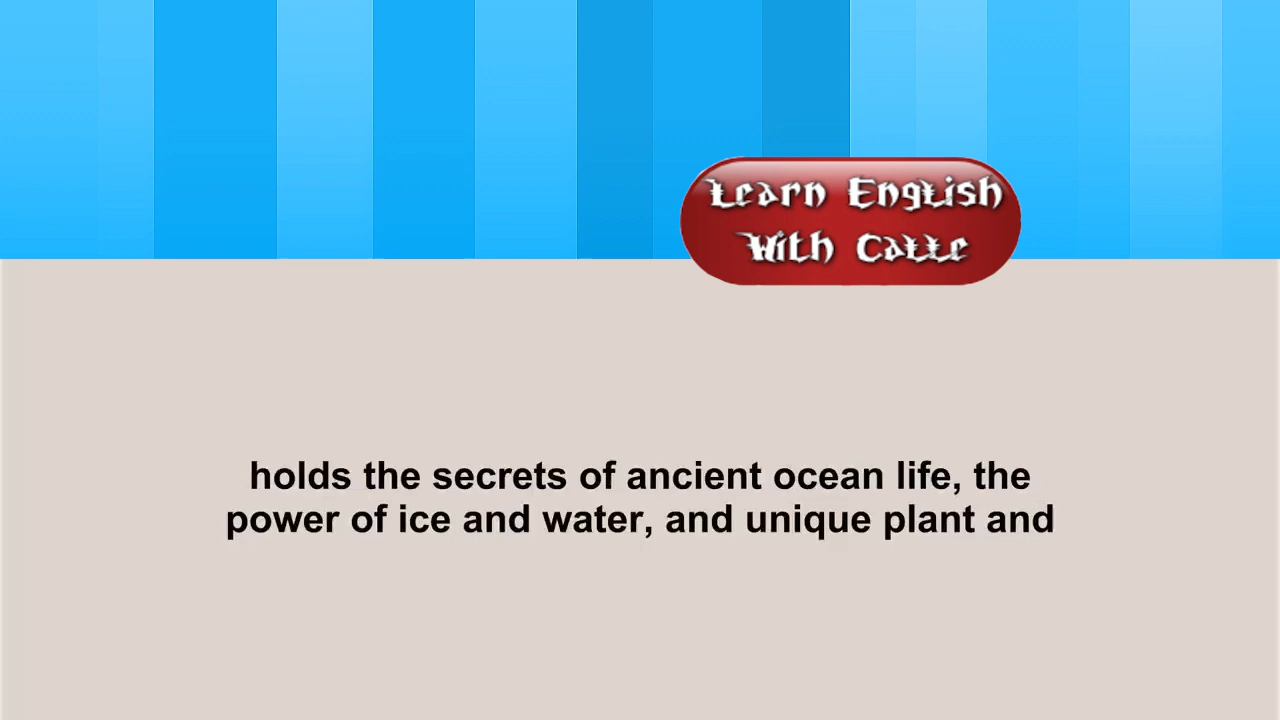 Learn English
With Calle
holds the secrets of ancient ocean life, the
power of ice and water, and unique plant and